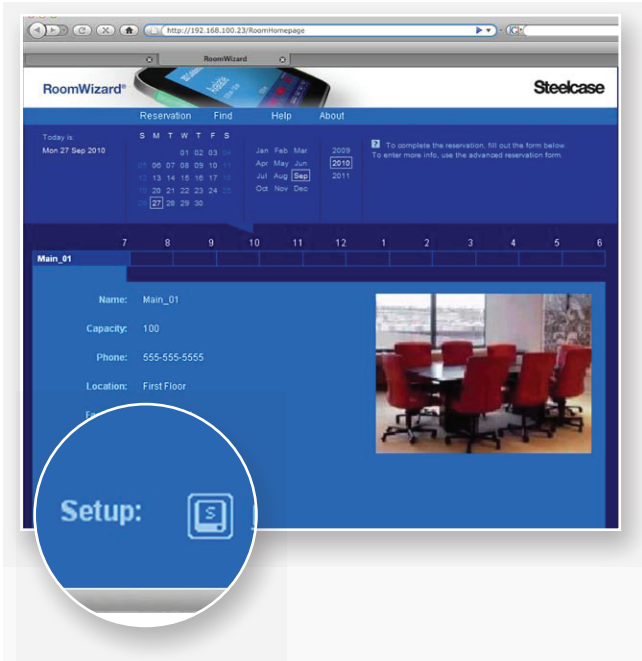 http://192.168.100.23/RoomHomepage
RoomWizard
RoomWizard®
Steelcase
Reservation Find Help About
Today is:
Mon 27 Sep 2010
S M T W T F S
01 02 03 04
05 06 07 08 09 10 11
12 13 14 15 16 17 18
19 20 21 22 23 24 25
26 27 28 29 30
Jan Feb Mar
Apr May Jun
Jul Aug Sep
Oct Nov Dec
2009
2010
2011
? To complete the reservation, fill out the form below.
To enter more info, use the advanced reservation form.
7 8 9 10 11 12 1 2 3 4 5 6
Main_01
Name: Main_01
Capacity: 100
Phone: 555-555-5555
Location: First Floor
Setup: S